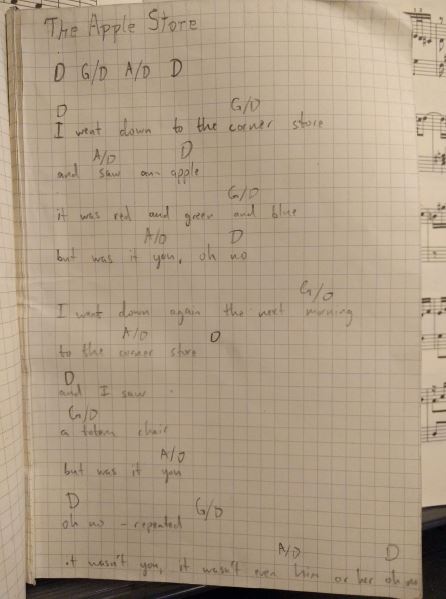 The Apple Store
D G/D A/D D
D G/D
I went down to the corner store
A/D D
and saw an apple
G/D
it was red and green and blue
A/D D
but was it you, oh no
G/D
I went down again the next morning
A/D D
to the corner store
D
and I saw
G/D
a totem chair
A/D
but was it you
D G/D
oh no - repeated
A/D D
it wasn't you, it wasn't even him or her oh no